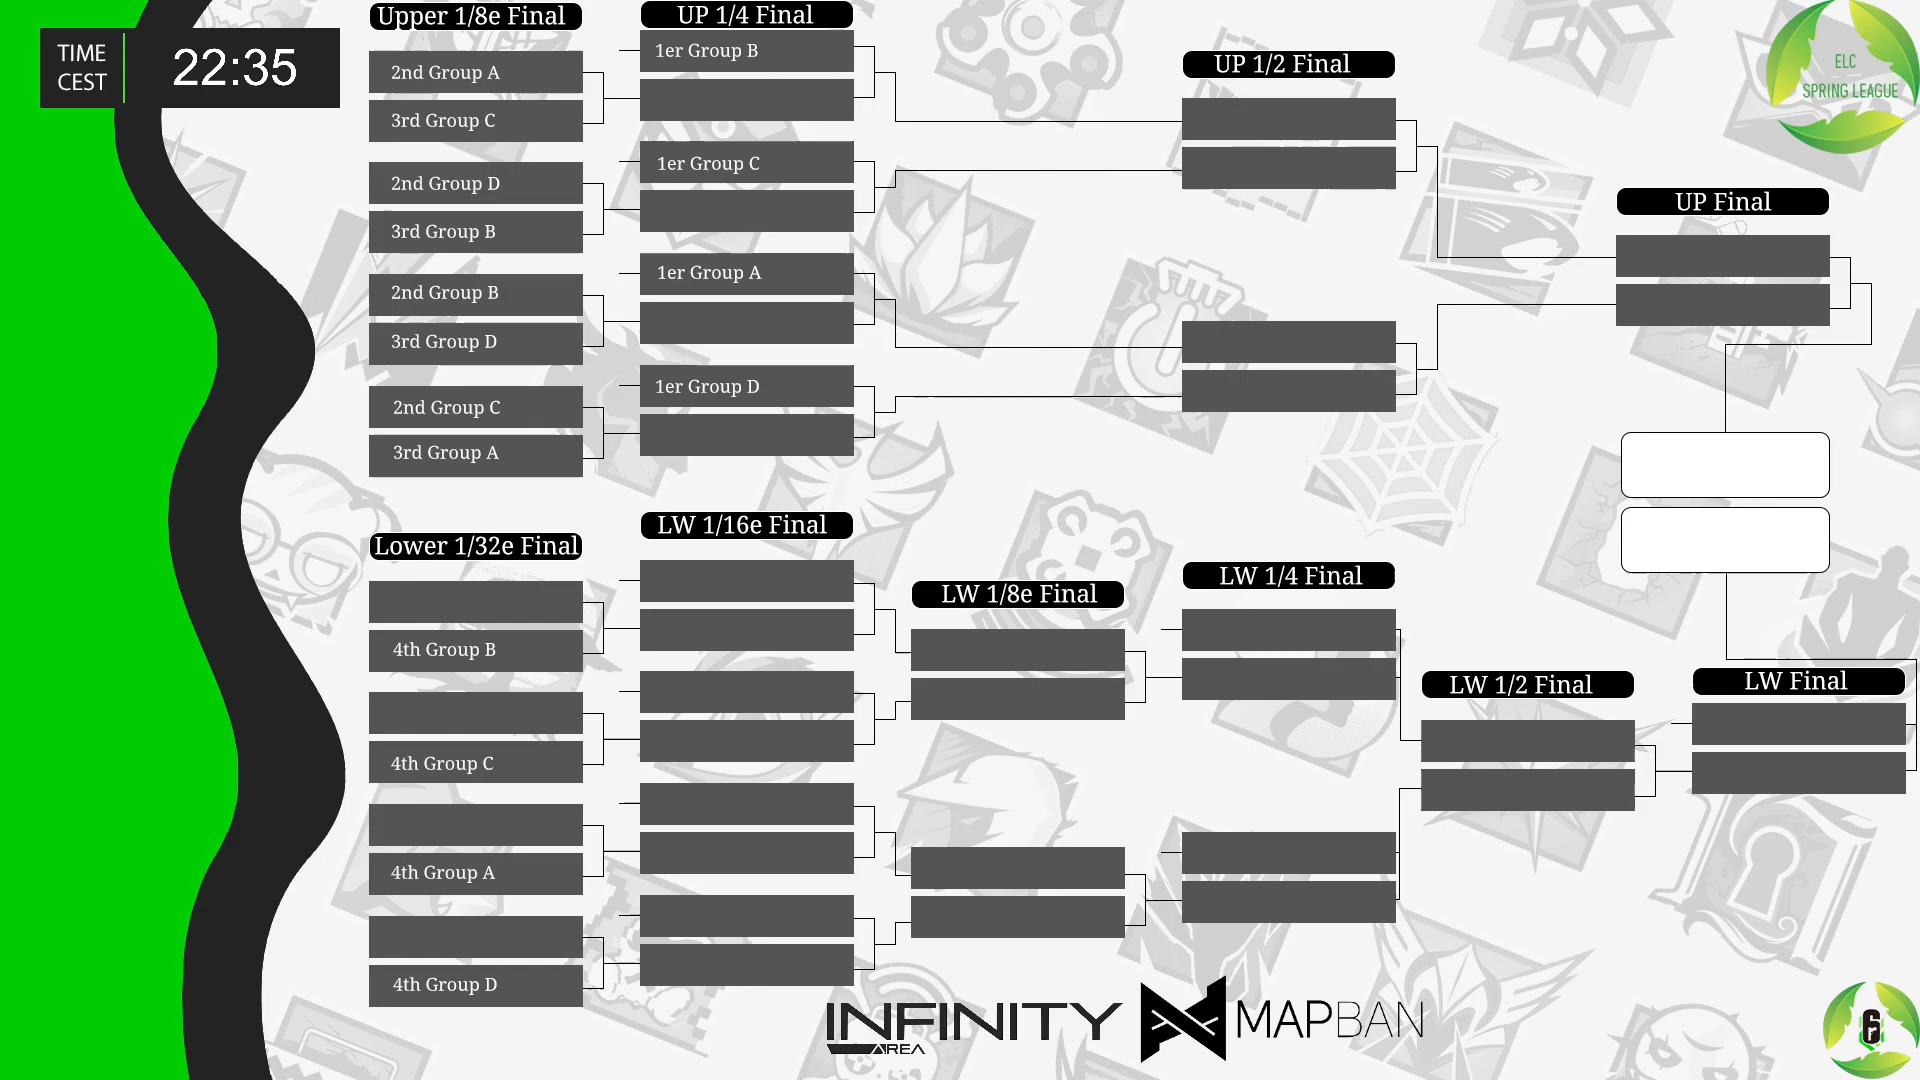 TIME
CEST
22:35
Upper 1/8e Final
2nd Group A
3rd Group C
2nd Group D
3rd Group B
2nd Group B
3rd Group D
2nd Group C
3rd Group A
UP 1/4 Final
1er Group B
1er Group C
1er Group A
1er Group D
UP 1/2 Final
UP Final
ELC
SPRING LEAGUE
Lower 1/32e Final
4th Group B
4th Group C
4th Group A
4th Group D
LW 1/16e Final
LW 1/8e Final
LW 1/4 Final
LW 1/2 Final
LW Final
INFINITY
AREA
MAPBAN
6